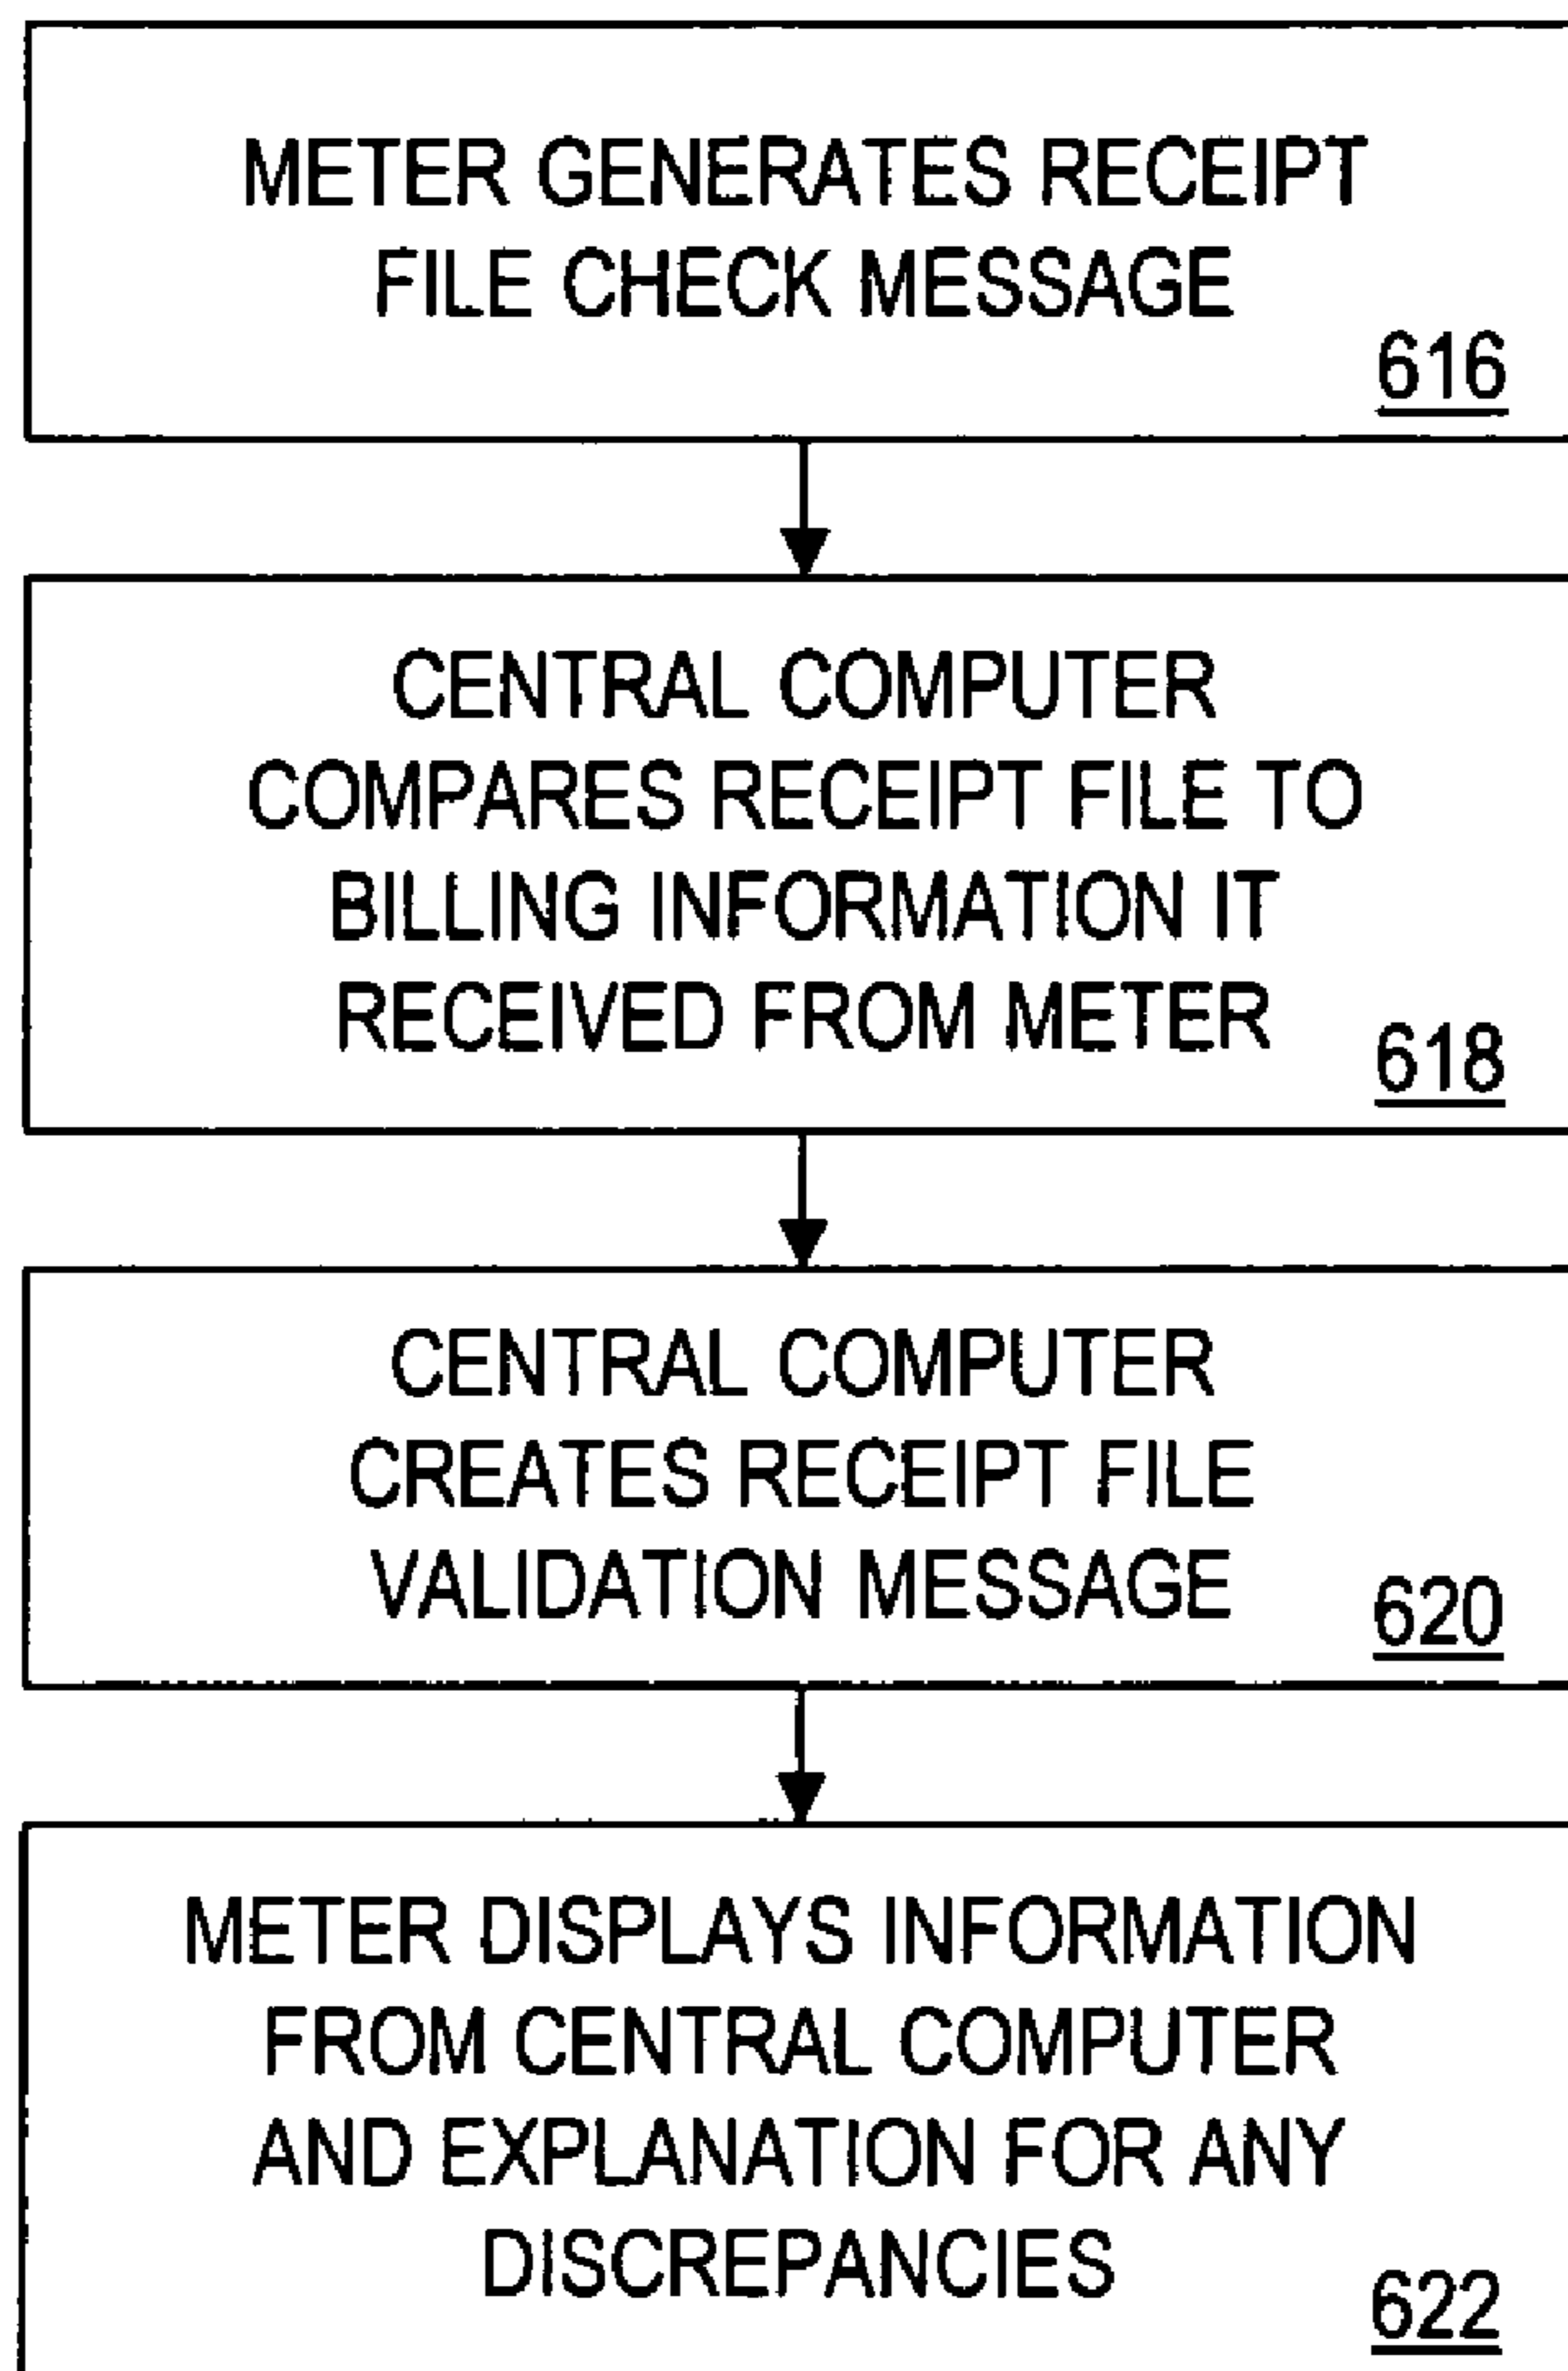 METER GENERATES RECEIPT
FILE CHECK MESSAGE
616
CENTRAL COMPUTER
COMPARES RECEIPT FILE TO
BILLING INFORMATION IT
RECEIVED FROM METER
618
CENTRAL COMPUTER
CREATES RECEIPT FILE
VALIDATION MESSAGE
620
METER DISPLAYS INFORMATION
FROM CENTRAL COMPUTER
AND EXPLANATION FOR ANY
DISCREPANCIES
622